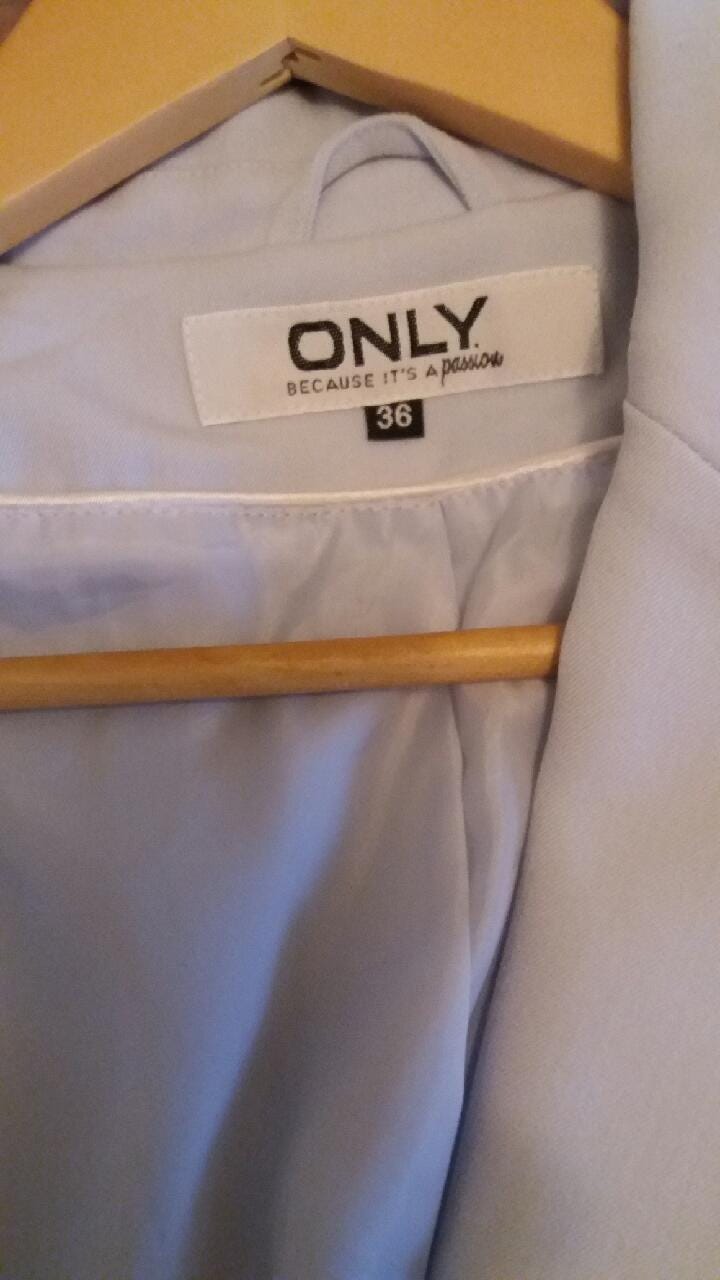 ONLY.
BECAUSE IT'S A passion
36